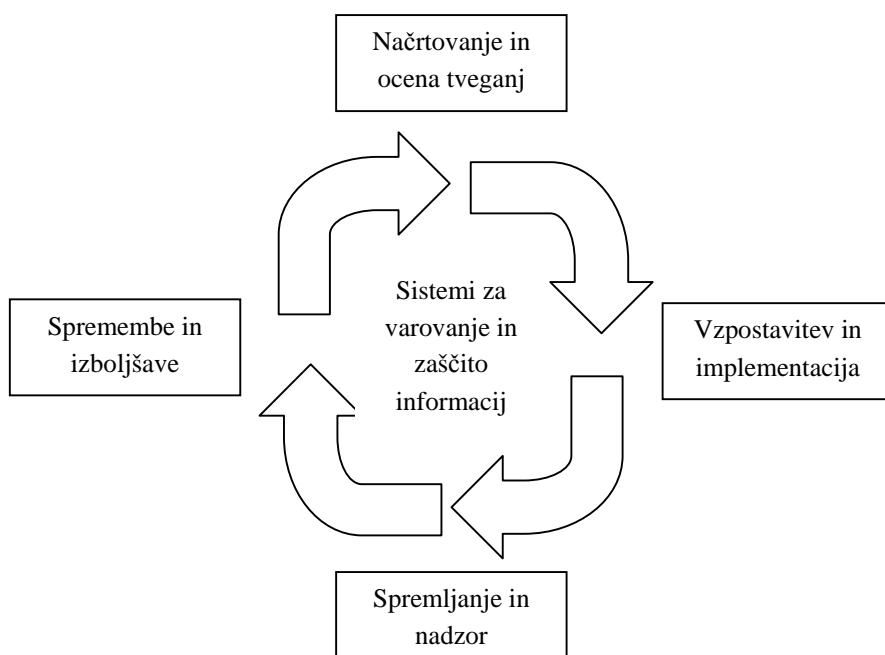 Načrtovanje in
ocena tveganj
Sistemi za
varovanje in
zaščito
informacij
Spremembe in
izboljšave
Vzpostavitev in
implementacija
Spremljanje in
nadzor